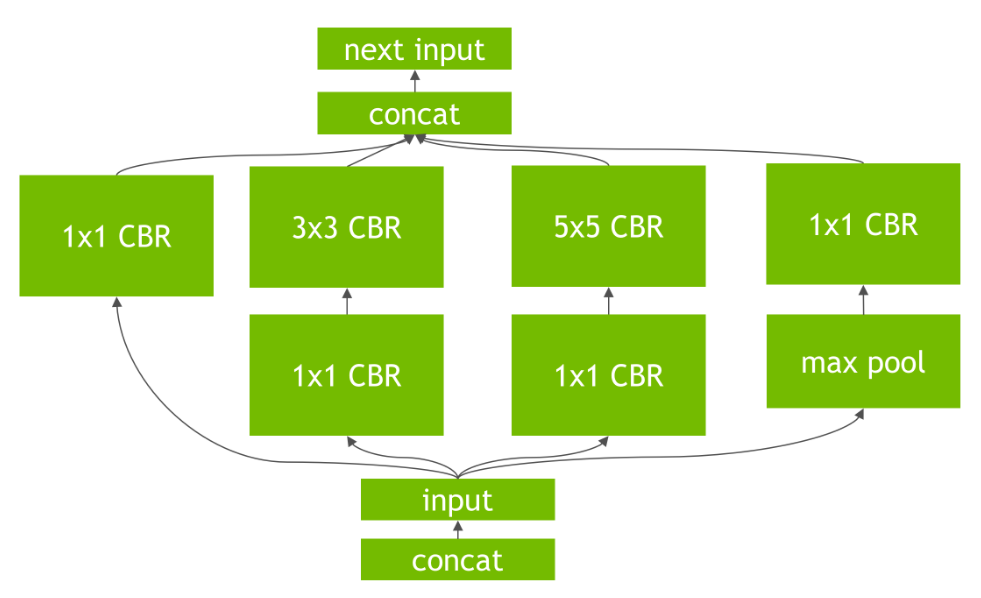 next input
concat
1x1 CBR
3x3 CBR
5x5 CBR
1x1 CBR
1x1 CBR
1x1 CBR
max pool
input
concat